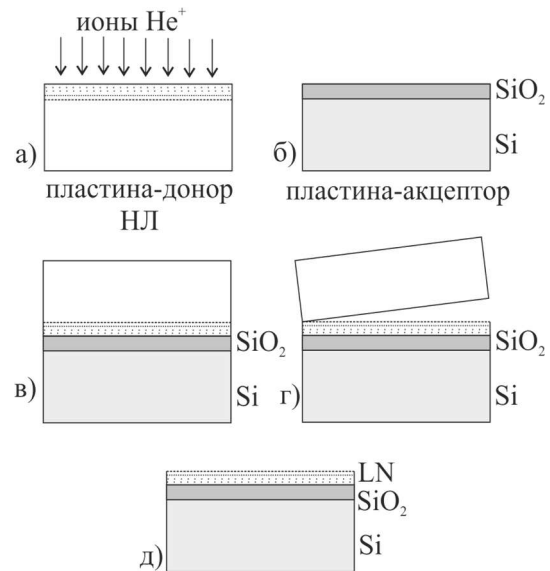 ионы He⁺
SiO₂
Si
а)
б)
пластина-донор
НЛ
пластина-акцептор
SiO₂
Si
в)
SiO₂
Si
г)
LN
SiO₂
Si
д)